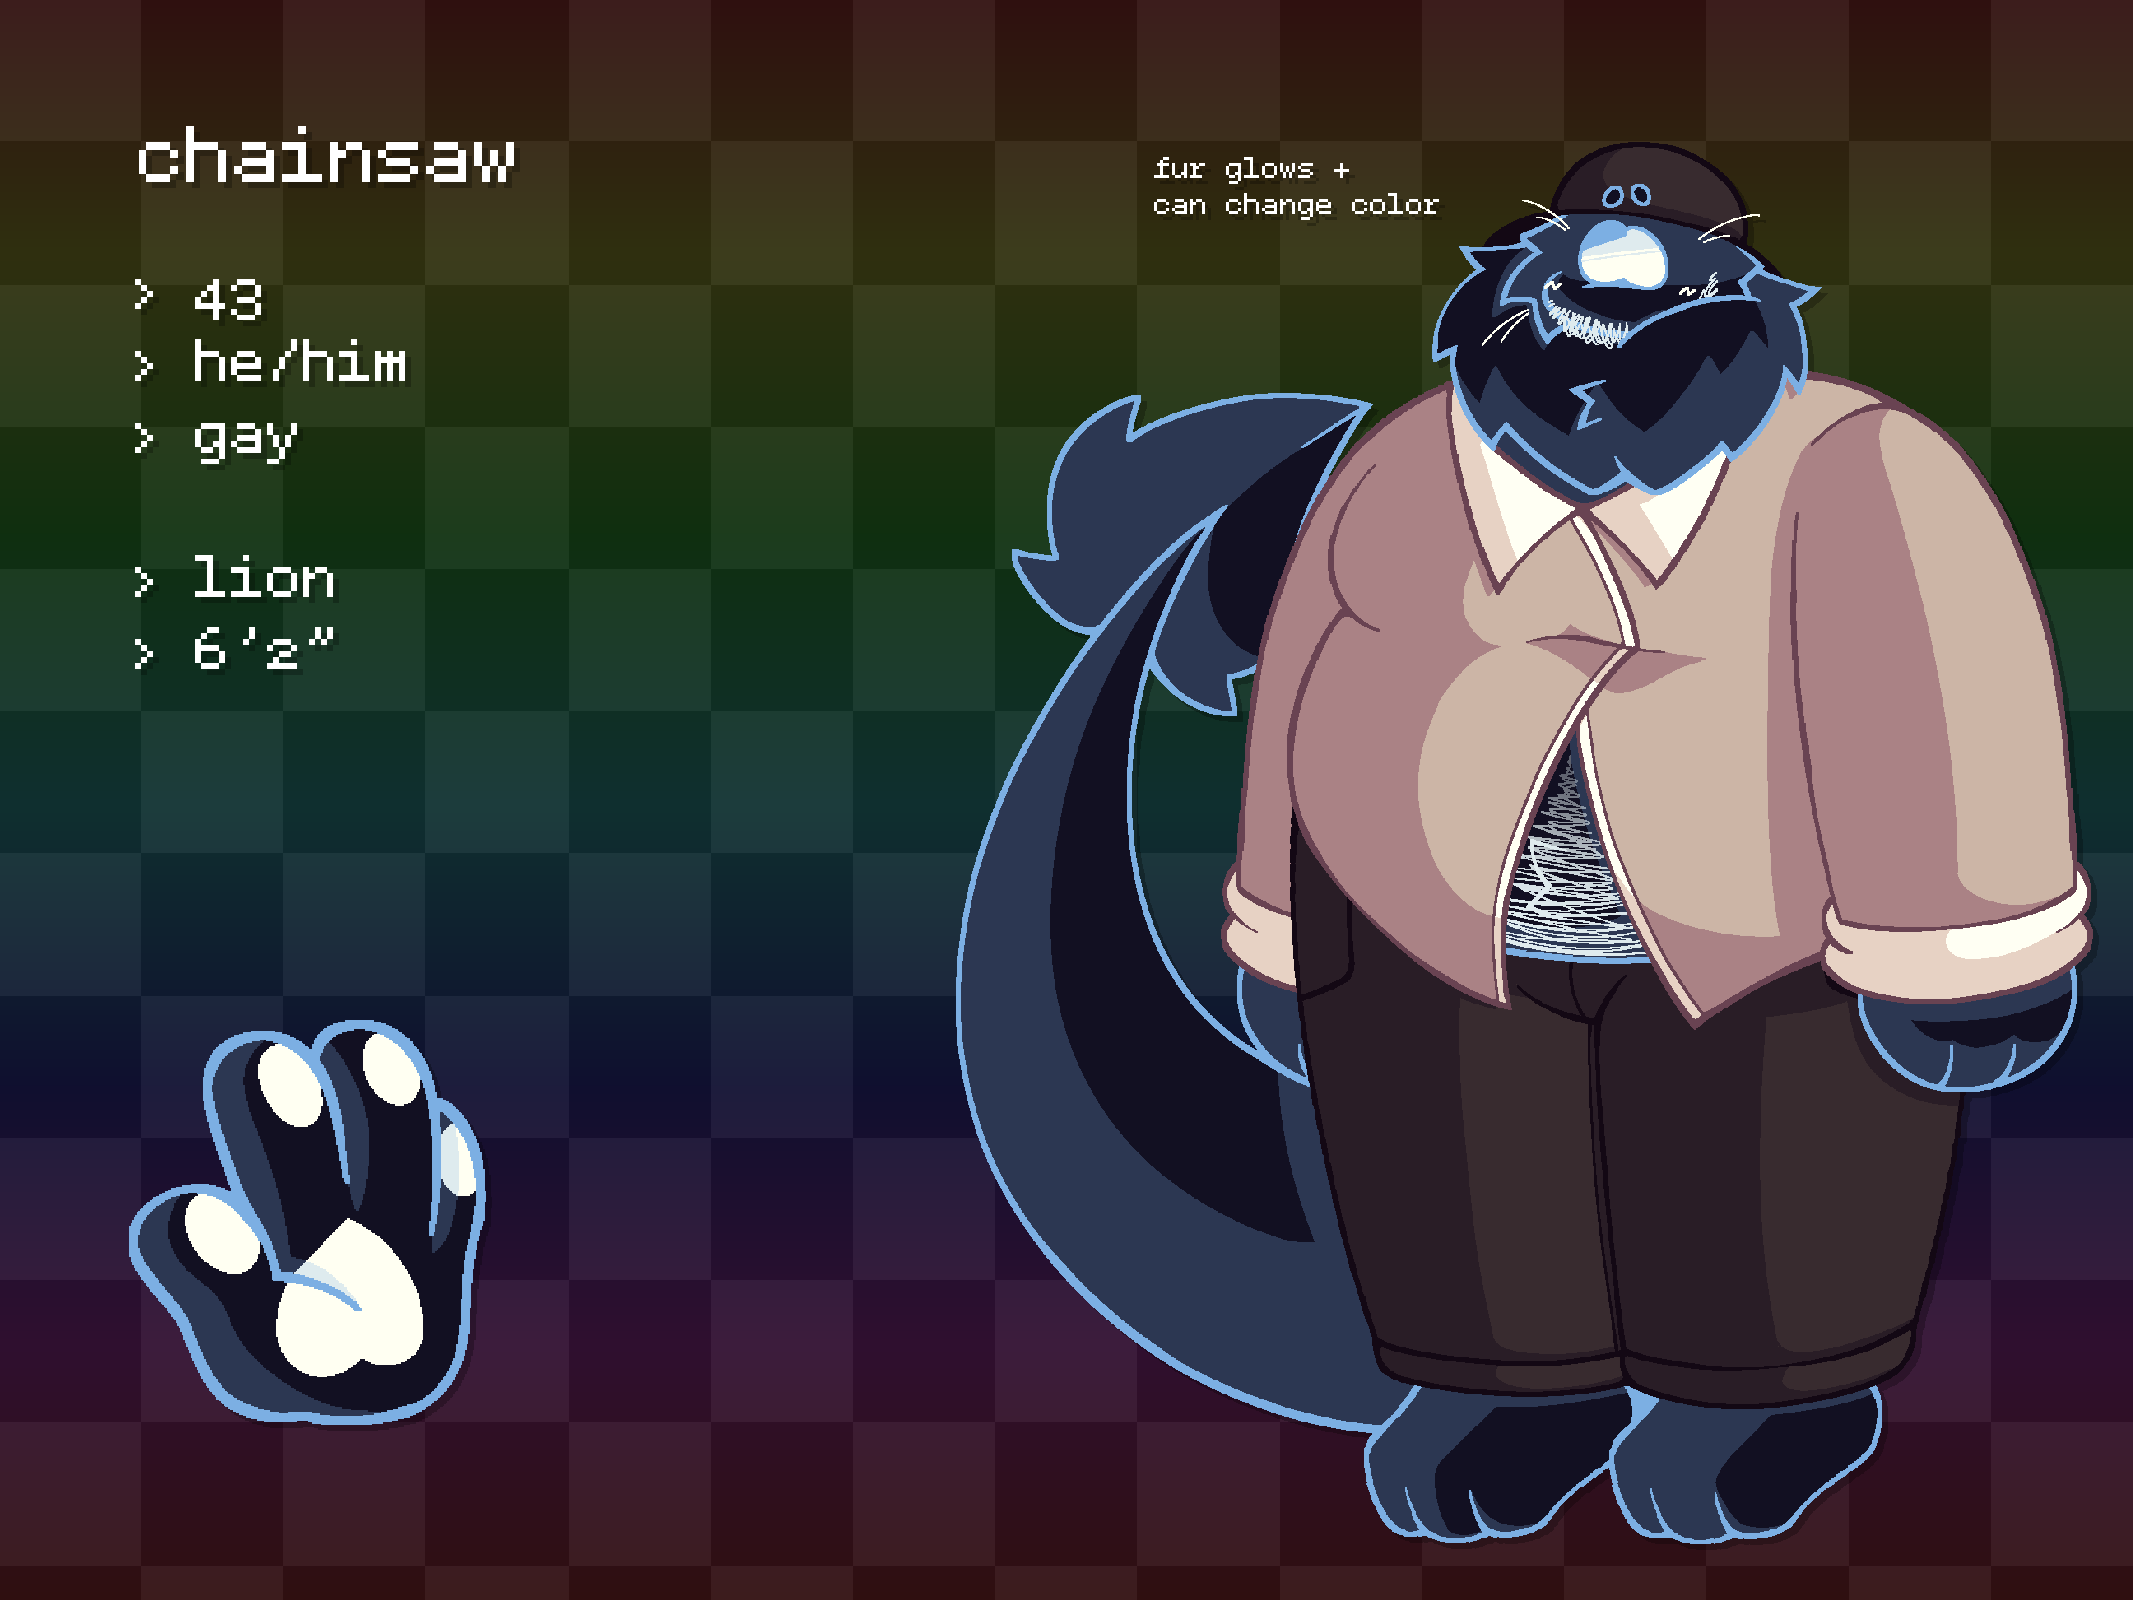 chainsaw
> 43
> he/him
> gay
> lion
> 6'2"
fur glows +
can change color